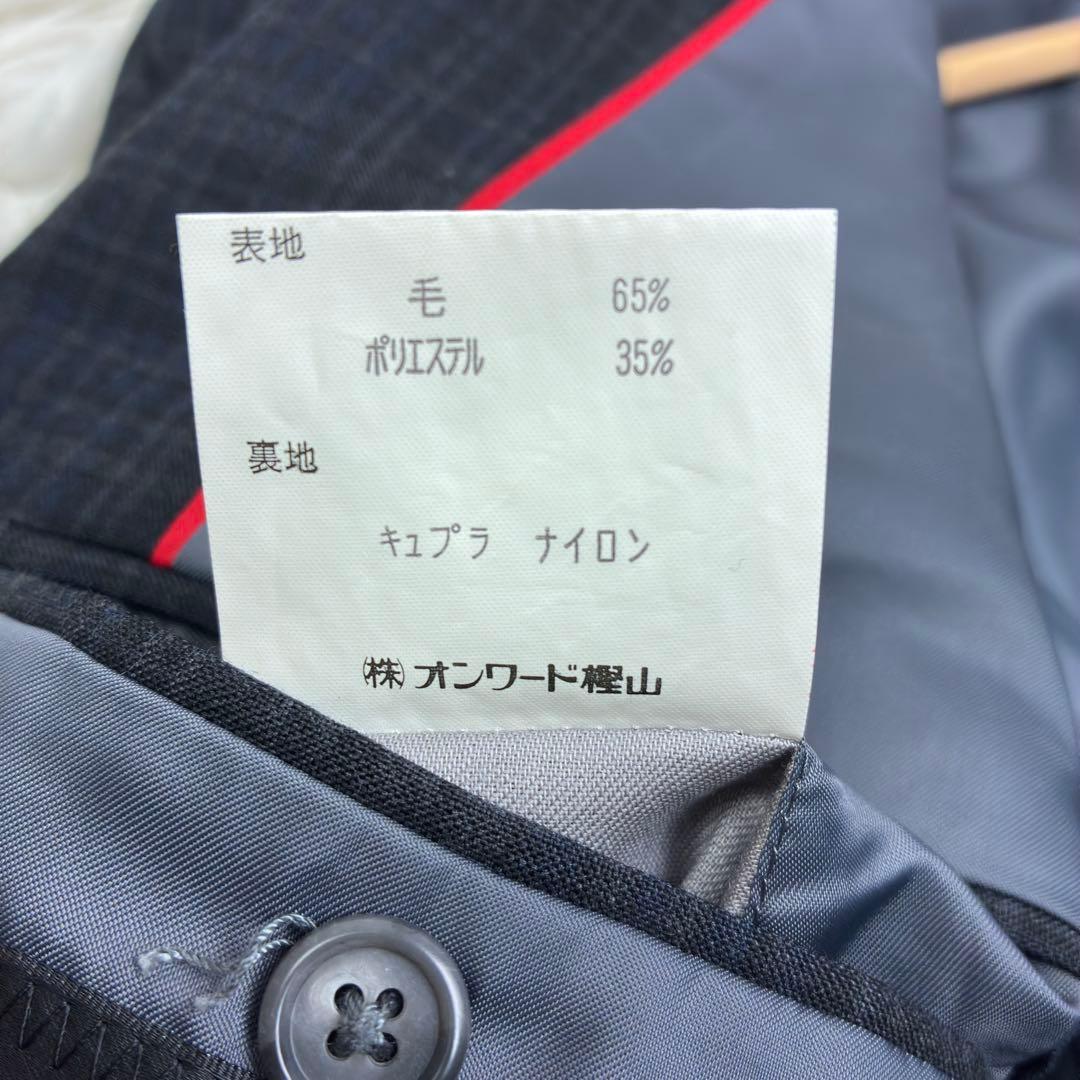 表地
毛 65%
ポリエステル 35%
裏地
キュプラ ナイロン
㈱オンワード樫山